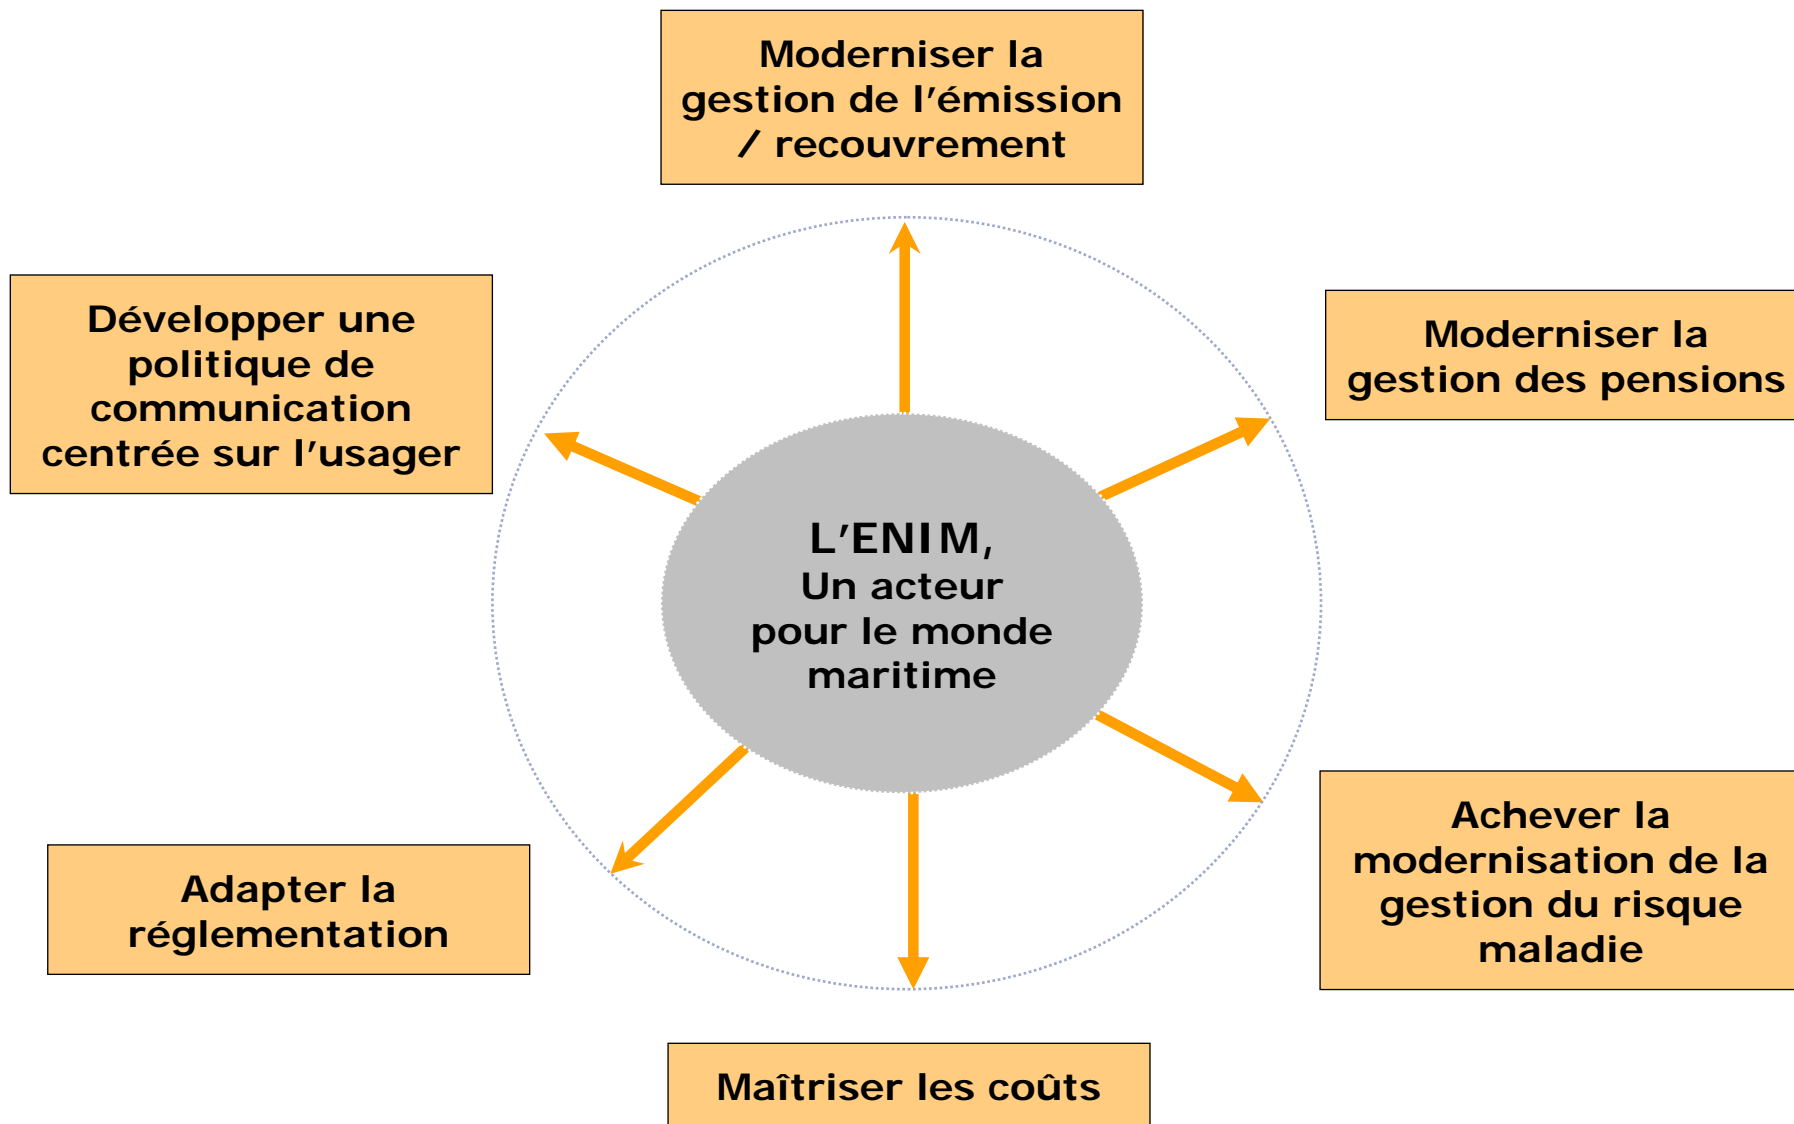 Moderniser la
gestion de l’émission
/ recouvrement
Développer une
politique de
communication
centrée sur l’usager
Moderniser la
gestion des pensions
L’ENIM,
Un acteur
pour le monde
maritime
Adapter la
réglementation
Achever la
modernisation de la
gestion du risque
maladie
Maîtriser les coûts